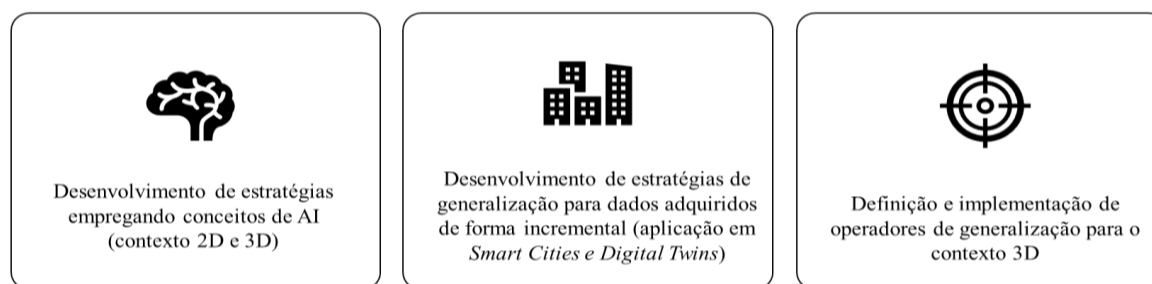 Desenvolvimento de estratégias
empregando conceitos de AI
(contexto 2D e 3D)
Desenvolvimento de estratégias de
generalização para dados adquiridos
de forma incremental (aplicação em
Smart Cities e Digital Twins)
Definição e implementação de
operadores de generalização para o
contexto 3D